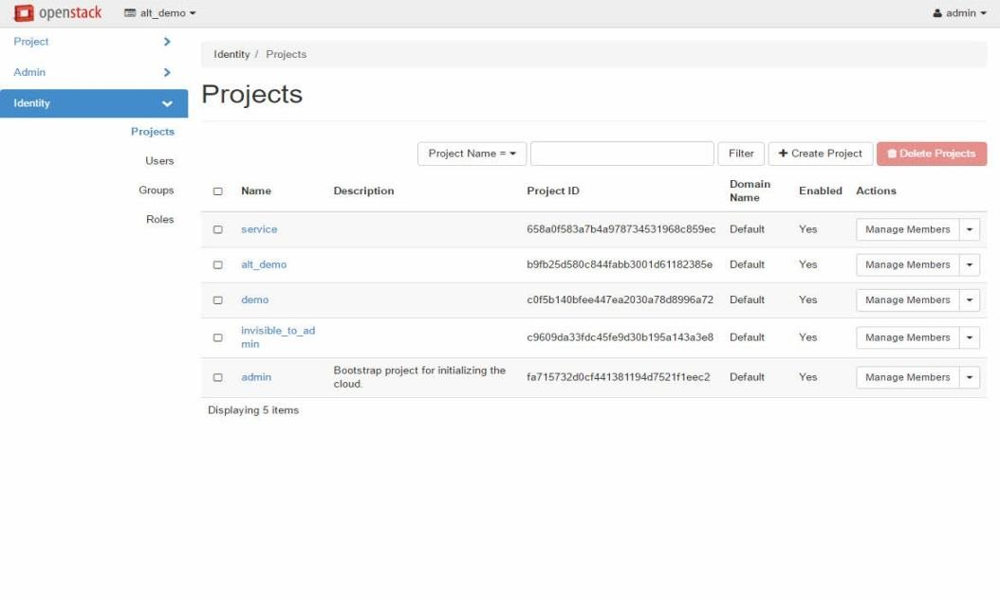 openstack alt_demo admin
Project
Admin
Identity
Projects
Users
Groups
Roles
Identity / Projects
Projects
Project Name = Filter Create Project Delete Projects
Name Description Project ID Domain Name Enabled Actions
service 658a0f583a7b4a978734531968c859ec Default Yes Manage Members
alt_demo b9fb25d580c844fabb3001d61182385e Default Yes Manage Members
demo c0f5b140bfee447ea2030a78d8996a72 Default Yes Manage Members
invisible_to_ad
min c9609da33fdc45fe9d30b195a143a3e8 Default Yes Manage Members
admin Bootstrap project for initializing the
cloud. fa715732d0cf441381194d7521f1eec2 Default Yes Manage Members
Displaying 5 items